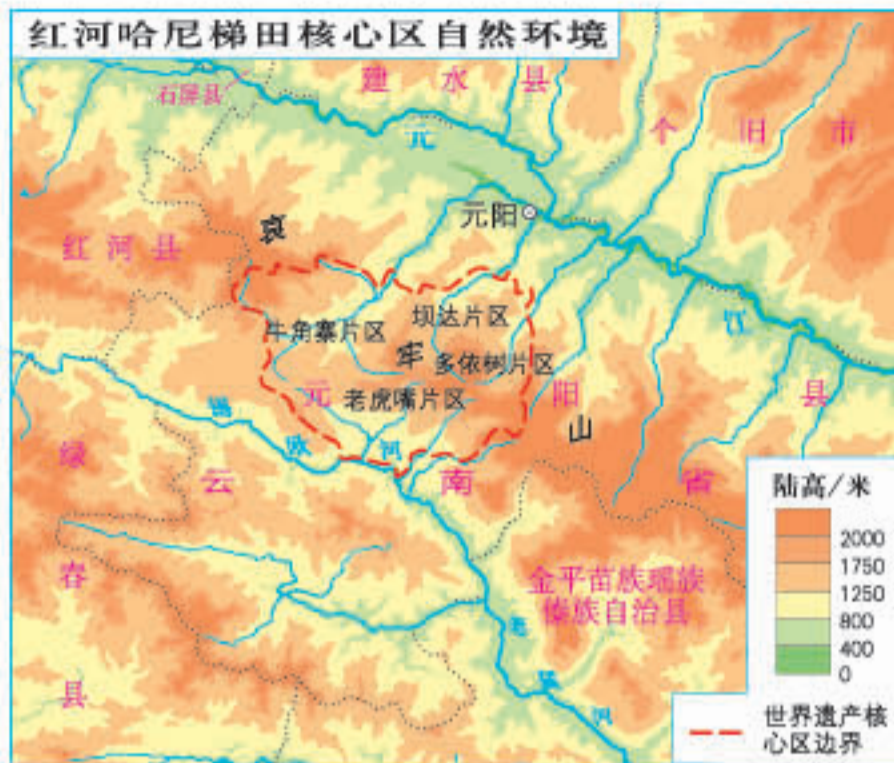 红河哈尼梯田核心区自然环境
石屏县
建水县
个旧市
元
元阳
哀
红河县
牛角寨片区
坝达片区
江
牢
多依树片区
元阳县
老虎嘴片区
山
河
绿春县
云南省
金平苗族瑶族
傣族自治县
河
陆高/米
2000
1750
1250
800
400
0
世界遗产核
心区边界